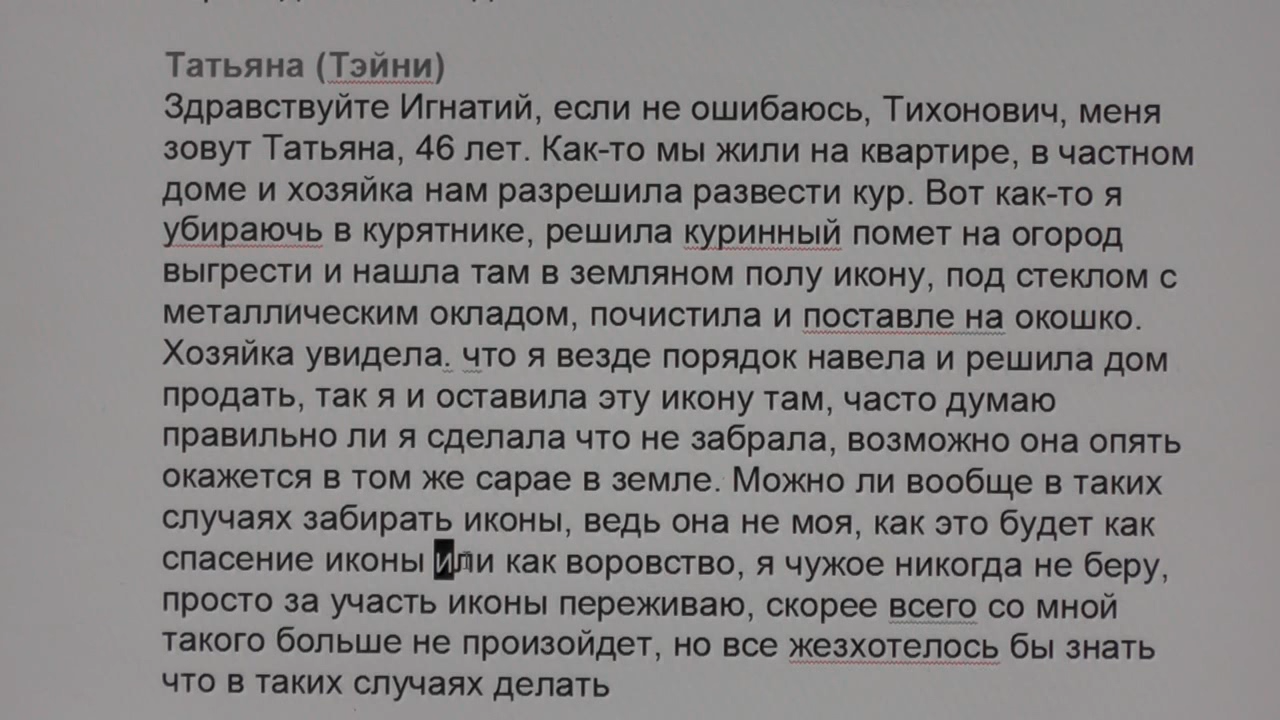 Татьяна (Тэйни)
Здравствуйте Игнатий, если не ошибаюсь, Тихонович, меня
зовут Татьяна, 46 лет. Как-то мы жили на квартире, в частном
доме и хозяйка нам разрешила развести кур. Вот как-то я
убираючь в курятнике, решила куринный помет на огород
выгрести и нашла там в земляном полу икону, под стеклом с
металлическим окладом, почистила и поставле на окошко.
Хозяйка увидела. что я везде порядок навела и решила дом
продать, так я и оставила эту икону там, часто думаю
правильно ли я сделала что не забрала, возможно она опять
окажется в том же сарае в земле. Можно ли вообще в таких
случаях забирать иконы, ведь она не моя, как это будет как
спасение иконы или как воровство, я чужое никогда не беру,
просто за участь иконы переживаю, скорее всего со мной
такого больше не произойдет, но все жезхотелось бы знать
что в таких случаях делать